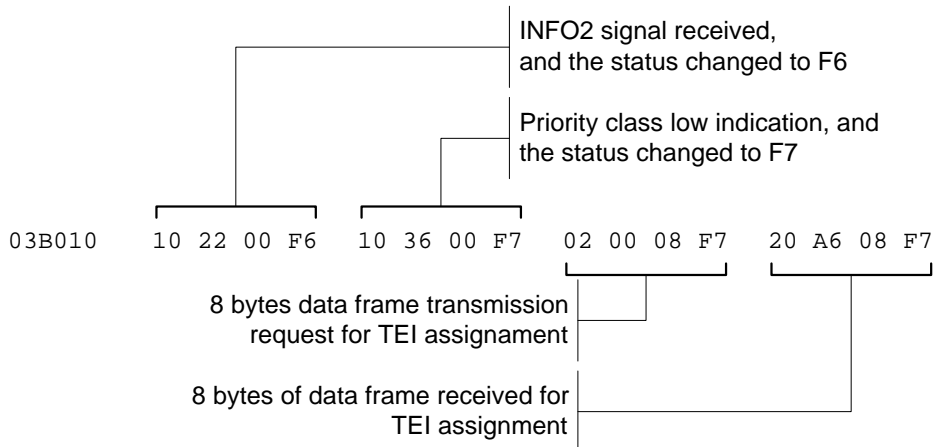 INFO2 signal received,
and the status changed to F6
Priority class low indication, and
the status changed to F7
03B010 10 22 00 F6 10 36 00 F7 02 00 08 F7 20 A6 08 F7
8 bytes data frame transmission
request for TEI assignament
8 bytes of data frame received for
TEI assignment